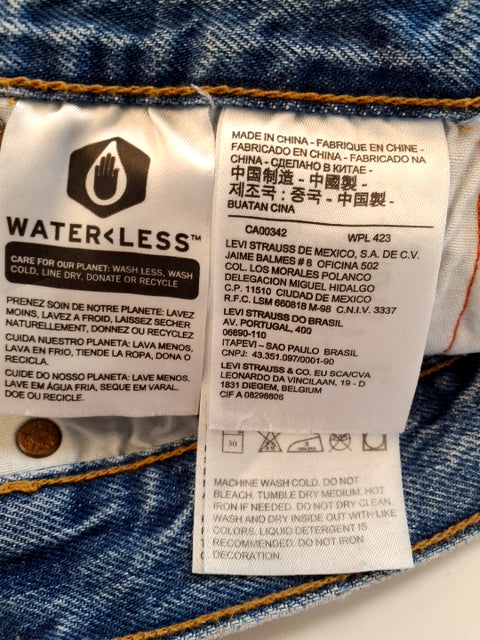 WATER<LESS™
CARE FOR OUR PLANET: WASH LESS, WASH
COLD, LINE DRY, DONATE OR RECYCLE
PRENEZ SOIN DE NOTRE PLANETE: LAVEZ
MOINS, LAVEZ A FROID, LAISSEZ SECHER
NATURELLEMENT, DONNEZ OU RECYCLEZ
CUIDA NUESTRO PLANETA: LAVA MENOS,
LAVA EN FRIO, TIENDE LA ROPA, DONA O
RECICLA.
CUIDE DO NOSSO PLANETA: LAVE MENOS,
LAVE EM ÁGUA FRIA, SEQUE EM VARAL,
DOE OU RECICLE.
MADE IN CHINA - FABRIQUE EN CHINE -
FABRICADO EN CHINA - FABRICADO NA
CHINA - СДЕЛАНО В КИТАЕ -
中国制造 - 中國製 -
제조국 : 중국 - 中国製 -
BUATAN CINA
CA00342 WPL 423
LEVI STRAUSS DE MEXICO, S.A. DE C.V.
JAIME BALMES # 8 OFICINA 502
COL. LOS MORALES POLANCO
DELEGACION MIGUEL HIDALGO
C.P. 11510 CIUDAD DE MEXICO
R.F.C. LSM 660818 M-98 C.N.I.V. 3337
LEVI STRAUSS DO BRASIL
AV. PORTUGAL, 400
06690-110
ITAPEVI – SAO PAULO BRASIL
CNPJ: 43.351.097/0001-90
LEVI STRAUSS & CO. EU SCA/CVA
LEONARDO DA VINCILAAN, 19 - D
1831 DIEGEM, BELGIUM
CIF A 08298608
30
MACHINE WASH COLD. DO NOT
BLEACH. TUMBLE DRY MEDIUM. HOT
IRON IF NEEDED. DO NOT DRY CLEAN.
WASH AND DRY INSIDE OUT WITH LIKE
COLORS. LIQUID DETERGENT IS
RECOMMENDED. DO NOT IRON
DECORATION.